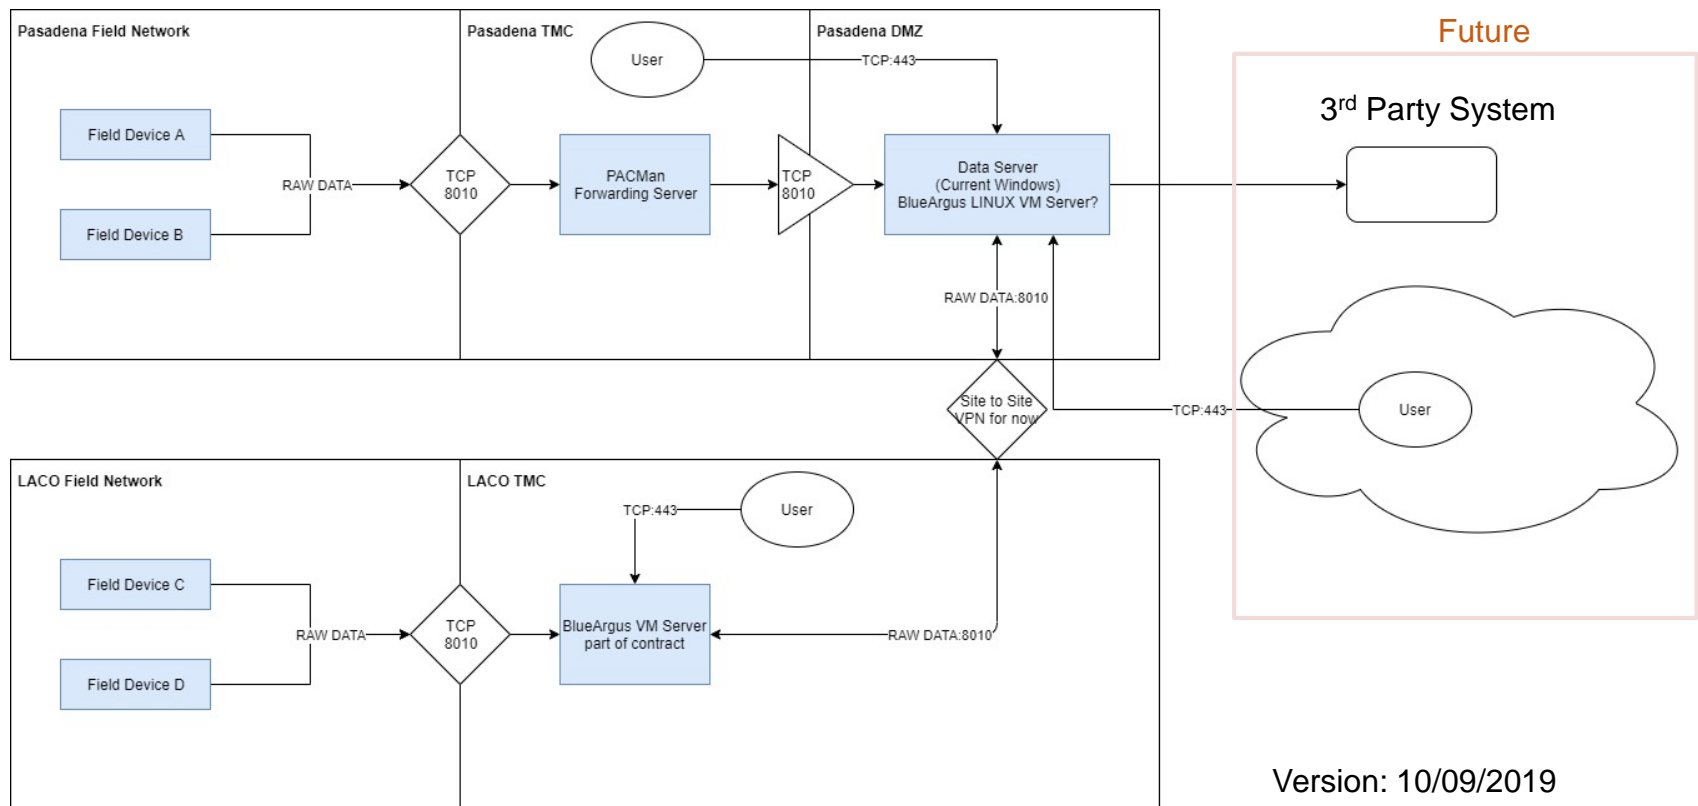 Pasadena Field Network
Pasadena TMC
Pasadena DMZ
Future
User
TCP:443
3rd Party System
Field Device A
Field Device B
RAW DATA
TCP
8010
PACMan
Forwarding Server
TCP
8010
Data Server
(Current Windows)
BlueArgus LINUX VM Server?
RAW DATA:8010
Site to Site
VPN for now
TCP:443
User
LACO Field Network
LACO TMC
TCP:443
User
Field Device C
Field Device D
RAW DATA
TCP
8010
BlueArgus VM Server
part of contract
RAW DATA:8010
Version: 10/09/2019